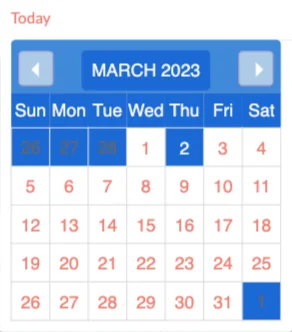 Today
MARCH 2023
Sun Mon Tue Wed Thu Fri Sat
26 27 28 1 2 3 4
5 6 7 8 9 10 11
12 13 14 15 16 17 18
19 20 21 22 23 24 25
26 27 28 29 30 31 1